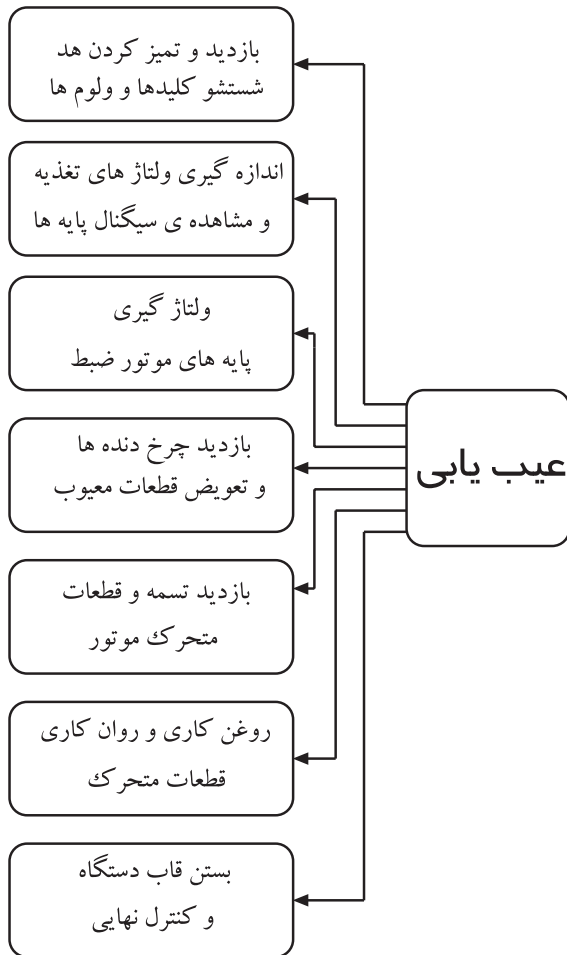 بازدید و تمیز کردن هد
شستشو کلیدها و ولوم ها
اندازه گیری ولتاژ های تغذیه
و مشاهده ی سیگنال پایه ها
ولتاژ گیری
پایه های موتور ضبط
عیب یابی
بازدید چرخ دنده ها
و تعویض قطعات معیوب
بازدید تسمه و قطعات
متحرک موتور
روغن کاری و روان کاری
قطعات متحرک
بستن قاب دستگاه
و کنترل نهایی